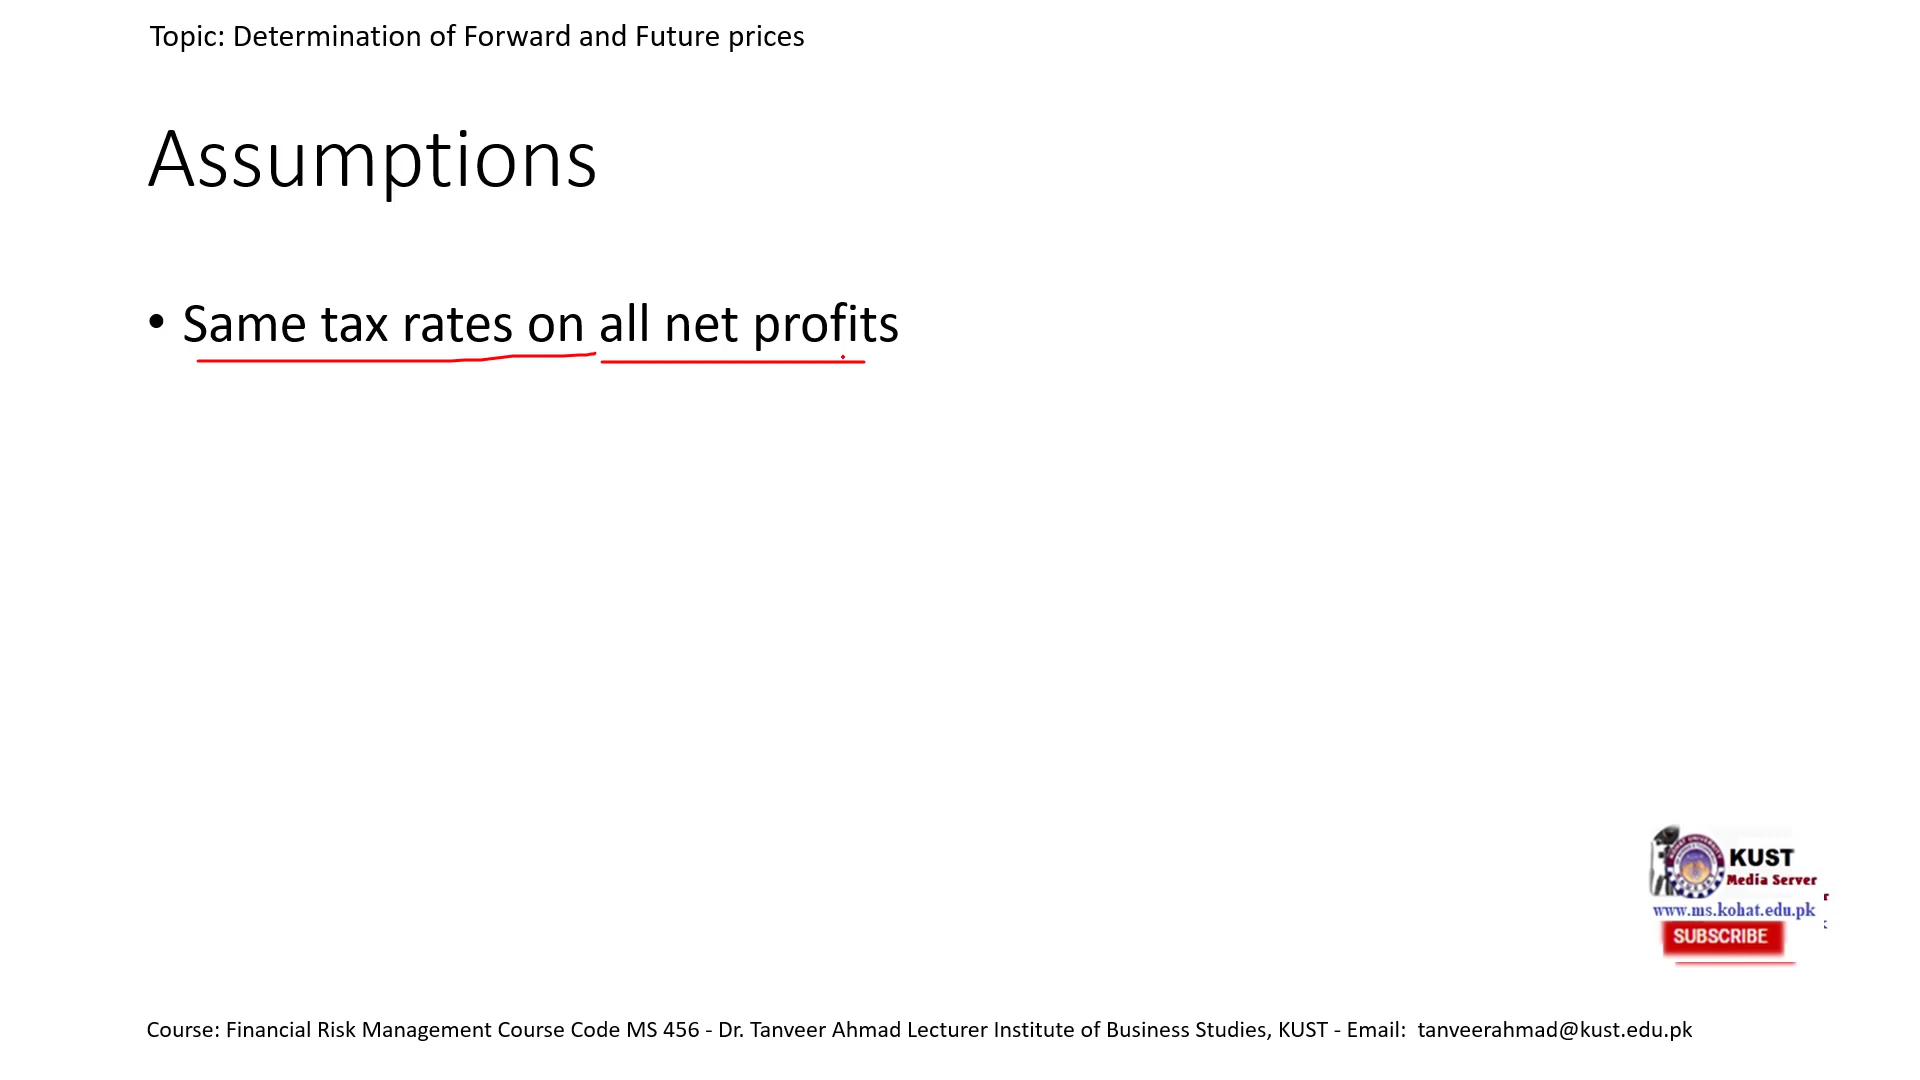 Topic: Determination of Forward and Future prices
Assumptions
• Same tax rates on all net profits
KUST
Media Server
www.ms.kohat.edu.pk
SUBSCRIBE
Course: Financial Risk Management Course Code MS 456 - Dr. Tanveer Ahmad Lecturer Institute of Business Studies, KUST - Email: tanveerahmad@kust.edu.pk